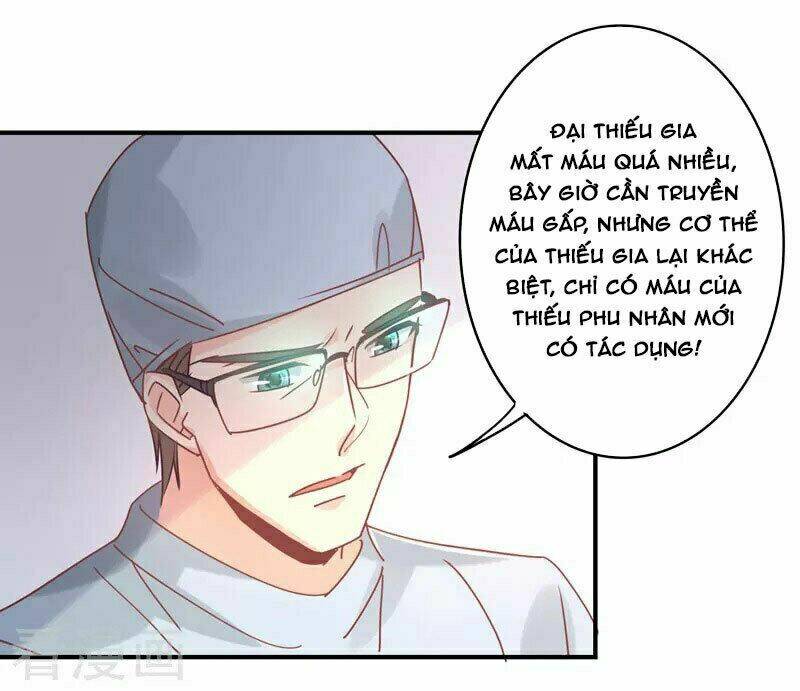 ĐẠI THIẾU GIA
MẤT MÁU QUÁ NHIỀU,
BÂY GIỜ CẦN TRUYỀN
MÁU GẤP, NHƯNG CƠ THỂ
CỦA THIẾU GIA LẠI KHÁC
BIỆT, CHỈ CÓ MÁU CỦA
THIẾU PHU NHÂN MỚI
CÓ TÁC DỤNG!
看漫画